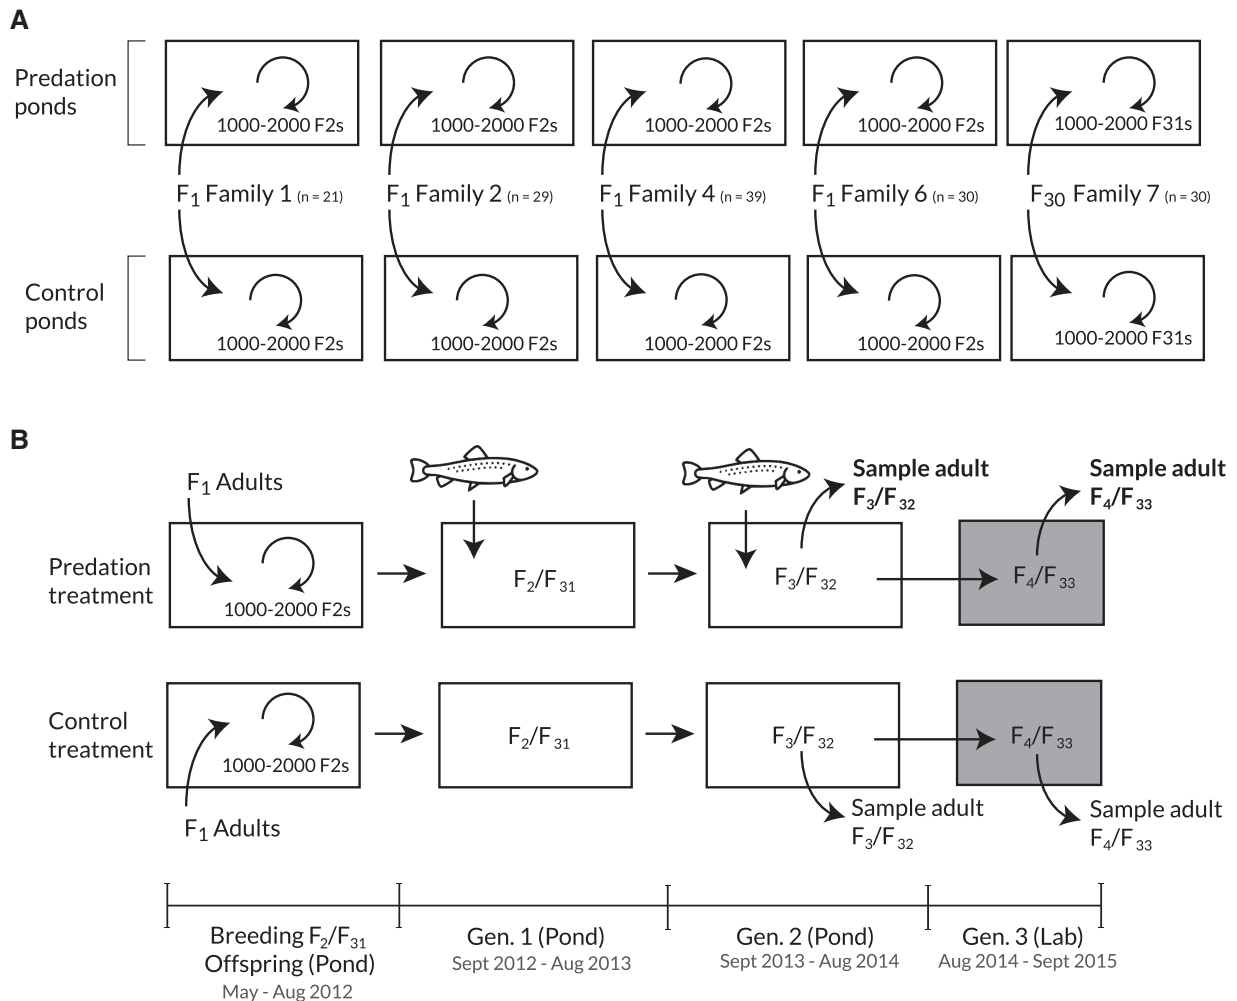 A
Predation
ponds
1000-2000 F2s
1000-2000 F2s
1000-2000 F2s
1000-2000 F2s
1000-2000 F31s
F1 Family 1 (n = 21)
F1 Family 2 (n = 29)
F1 Family 4 (n = 39)
F1 Family 6 (n = 30)
F30 Family 7 (n = 30)
Control
ponds
1000-2000 F2s
1000-2000 F2s
1000-2000 F2s
1000-2000 F2s
1000-2000 F31s
B
F1 Adults
Sample adult
F3/F32
Sample adult
F4/F33
Predation
treatment
1000-2000 F2s
F2/F31
F3/F32
F4/F33
Control
treatment
1000-2000 F2s
F2/F31
F3/F32
F4/F33
F1 Adults
Sample adult
F3/F32
Sample adult
F4/F33
Breeding F2/F31
Offspring (Pond)
May - Aug 2012
Gen. 1 (Pond)
Sept 2012 - Aug 2013
Gen. 2 (Pond)
Sept 2013 - Aug 2014
Gen. 3 (Lab)
Aug 2014 - Sept 2015